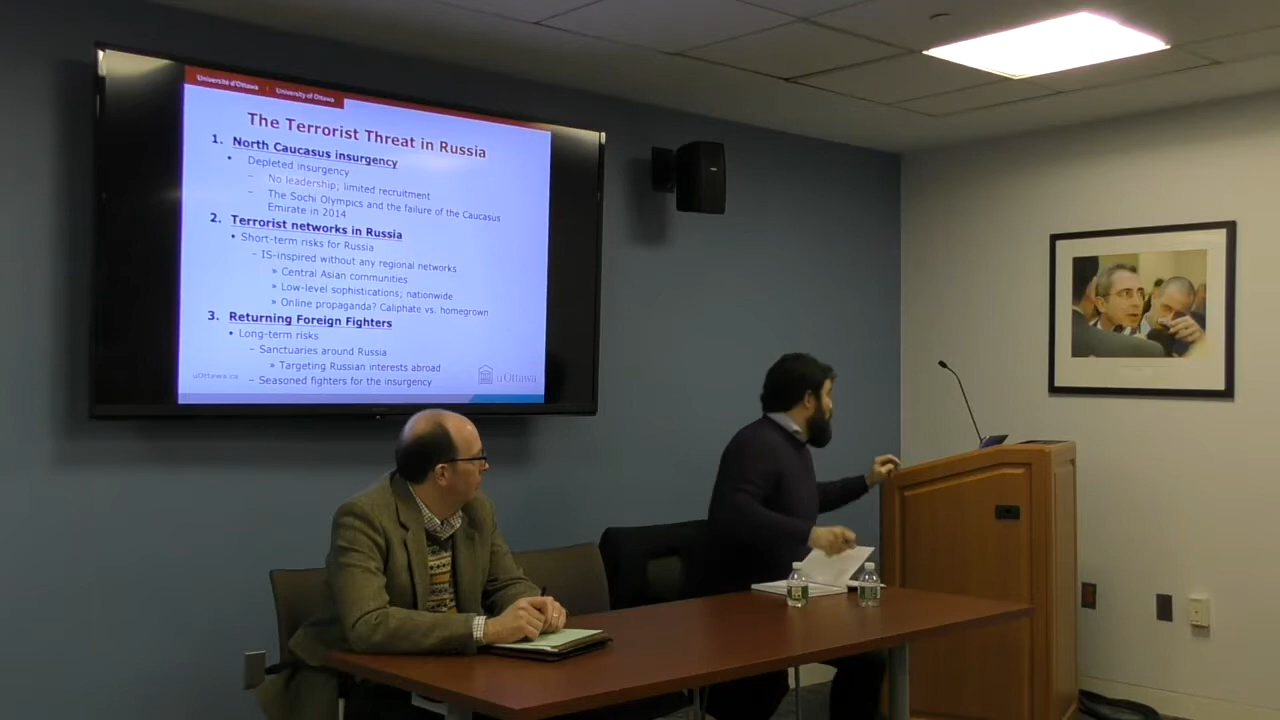 Université d'Ottawa | University of Ottawa
The Terrorist Threat in Russia
1. North Caucasus insurgency
• Depleted insurgency
– No leadership; limited recruitment
– The Sochi Olympics and the failure of the Caucasus
Emirate in 2014
2. Terrorist networks in Russia
• Short-term risks for Russia
– IS-inspired without any regional networks
» Central Asian communities
» Low-level sophistications; nationwide
» Online propaganda? Caliphate vs. homegrown
3. Returning Foreign Fighters
• Long-term risks
– Sanctuaries around Russia
» Targeting Russian interests abroad
– Seasoned fighters for the insurgency
uOttawa.ca
uOttawa